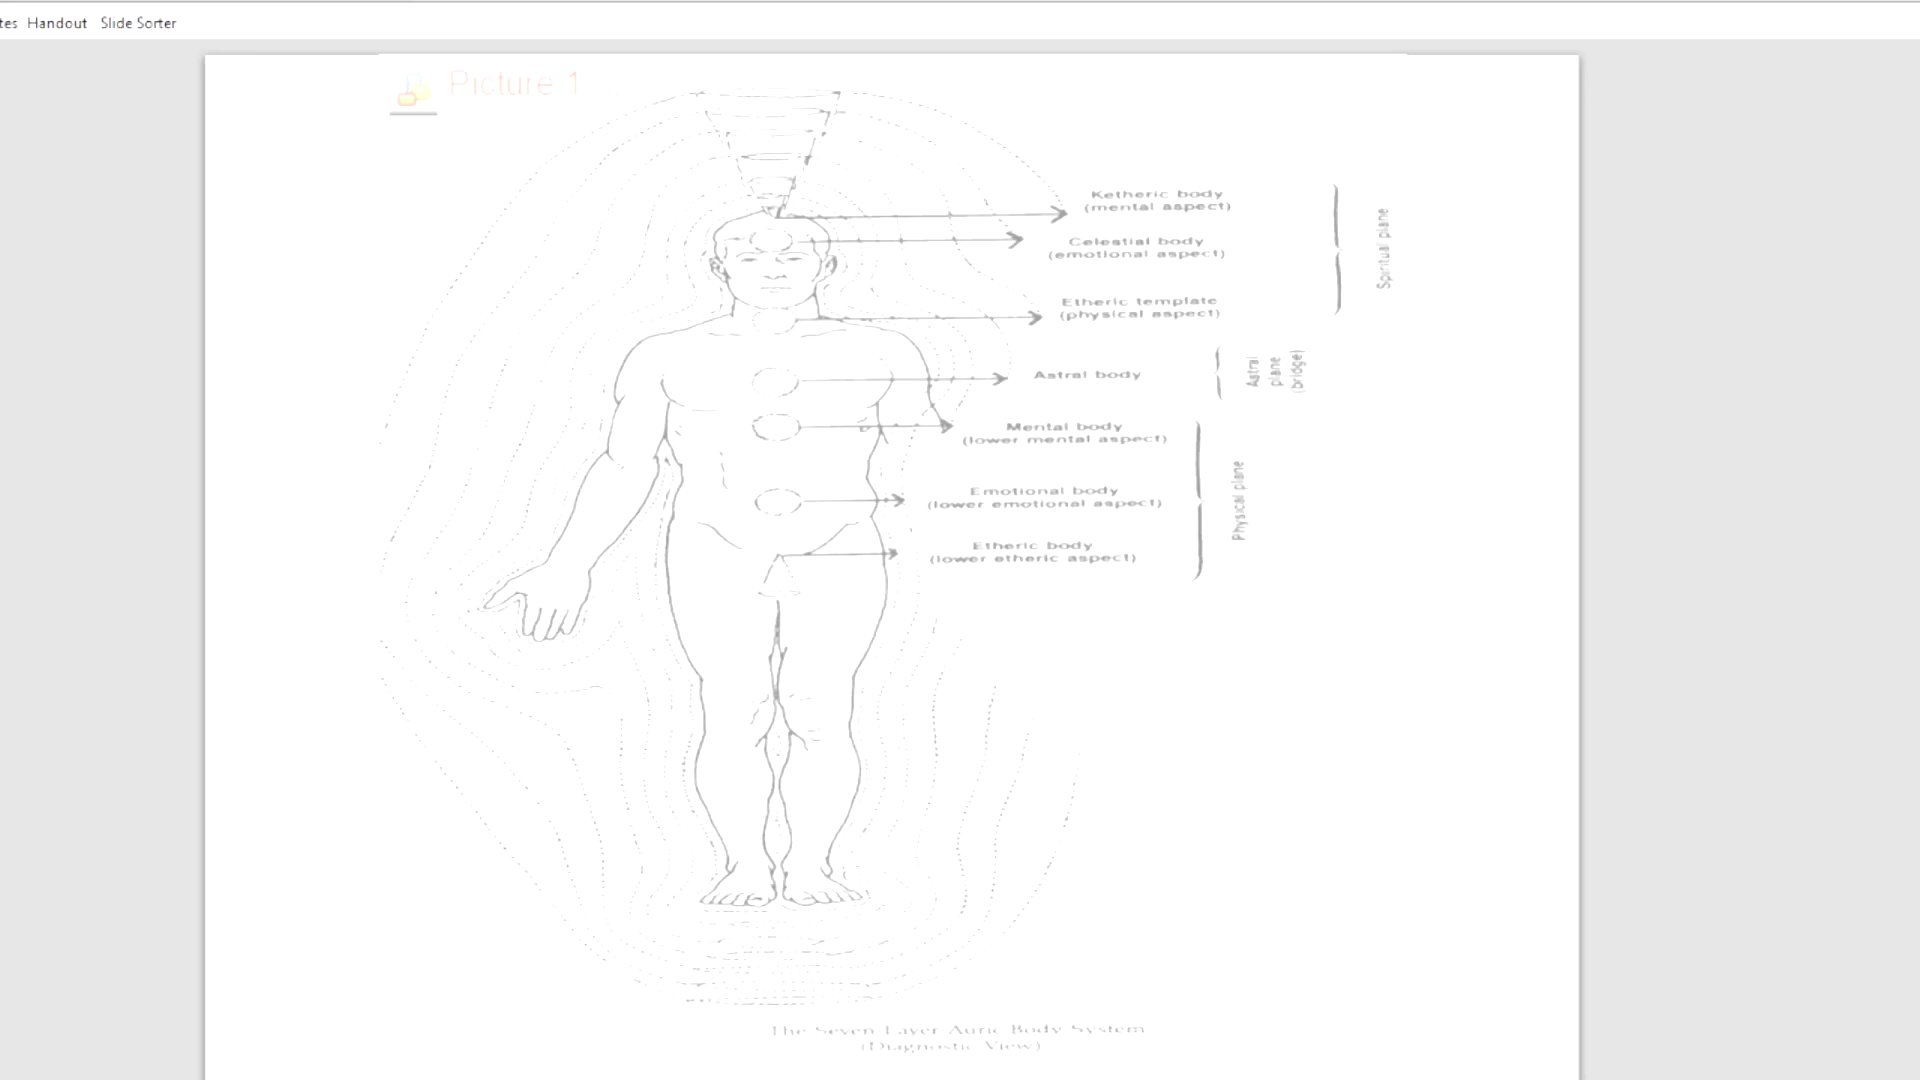 tes Handout Slide Sorter
Picture 1
Ketheric body
(mental aspect)
Celestial body
(emotional aspect)
Etheric template
(physical aspect)
Spiritual plane
Astral body
Astral
plane
(bridge)
Mental body
(lower mental aspect)
Emotional body
(lower emotional aspect)
Etheric body
(lower etheric aspect)
Physical plane
The Seven Layer Auric Body System
(Diagnostic View)